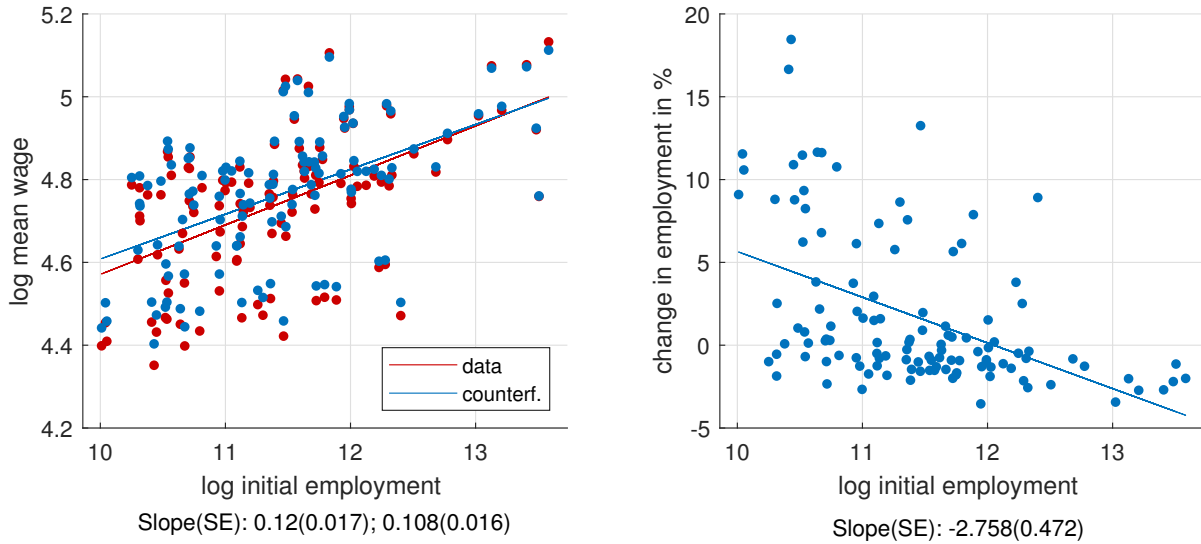 5.2
5
4.8
4.6
4.4
4.2
log mean wage
data
counterf.
10
11
12
13
log initial employment
Slope(SE): 0.12(0.017); 0.108(0.016)
20
15
10
5
0
-5
change in employment in %
10
11
12
13
log initial employment
Slope(SE): -2.758(0.472)